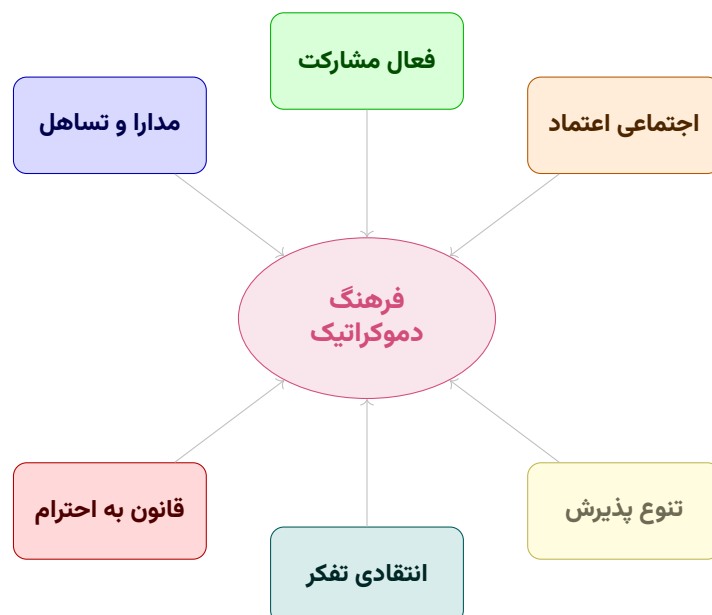 فعال مشارکت
اجتماعی اعتماد
مدارا و تساهل
فرهنگ
دموکراتیک
تنوع پذیرش
قانون به احترام
انتقادی تفکر